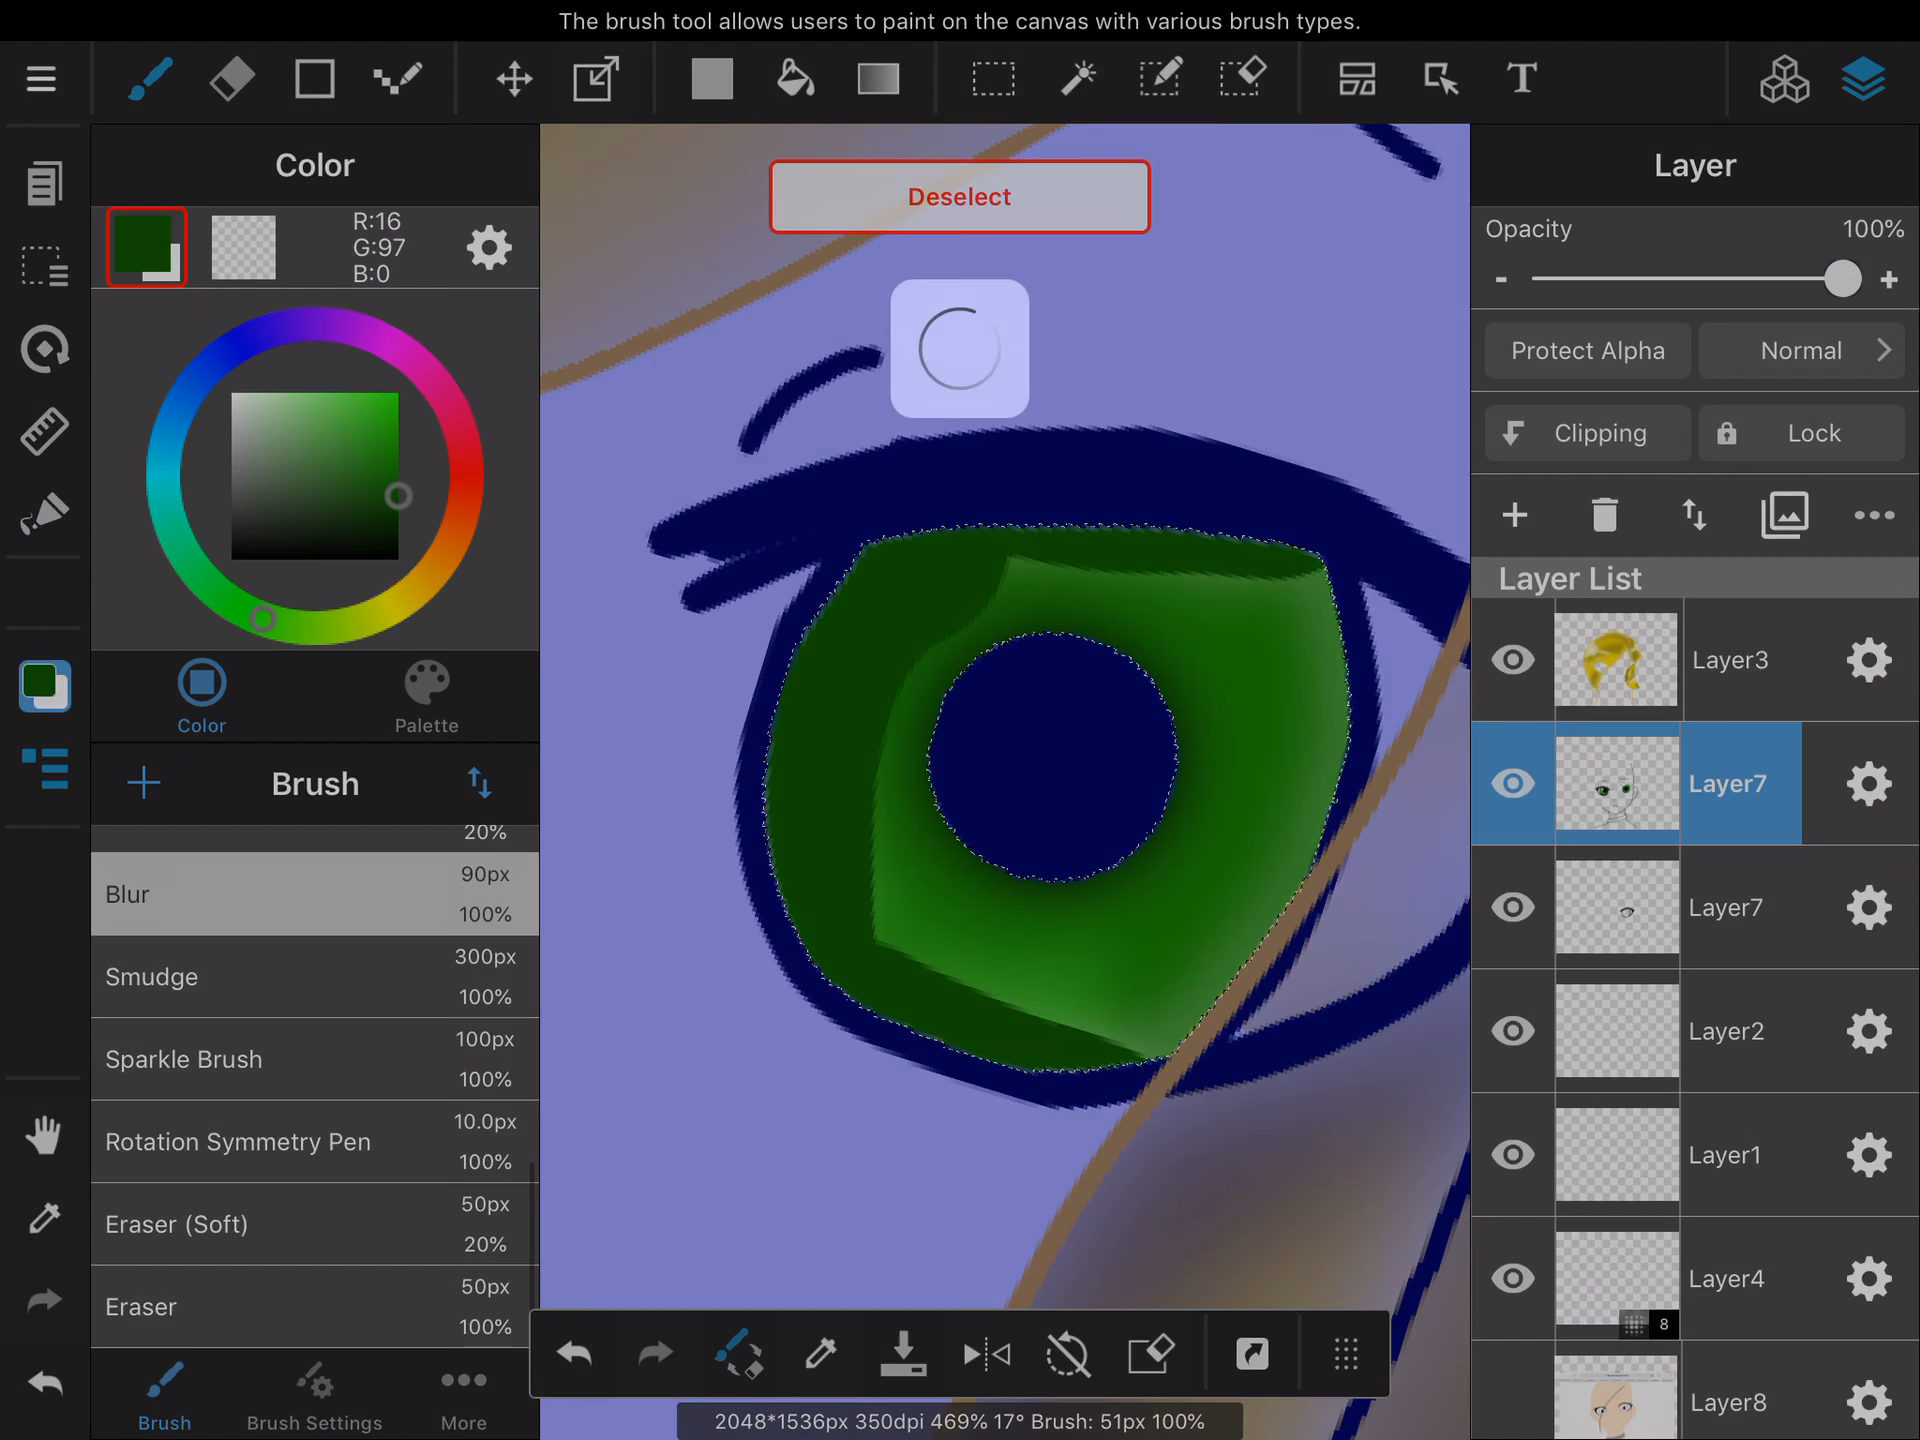 The brush tool allows users to paint on the canvas with various brush types.
T
Color
R:16
G:97
B:0
Color
Palette
Brush
20%
Blur
90px
100%
Smudge
300px
100%
Sparkle Brush
100px
100%
Rotation Symmetry Pen
10.0px
100%
Eraser (Soft)
50px
20%
Eraser
50px
100%
Brush
Brush Settings
More
Deselect
2048*1536px 350dpi 469% 17° Brush: 51px 100%
Layer
Opacity
100%
- +
Protect Alpha
Normal
Clipping
Lock
Layer List
Layer3
Layer7
Layer7
Layer2
Layer1
Layer4
8
Layer8